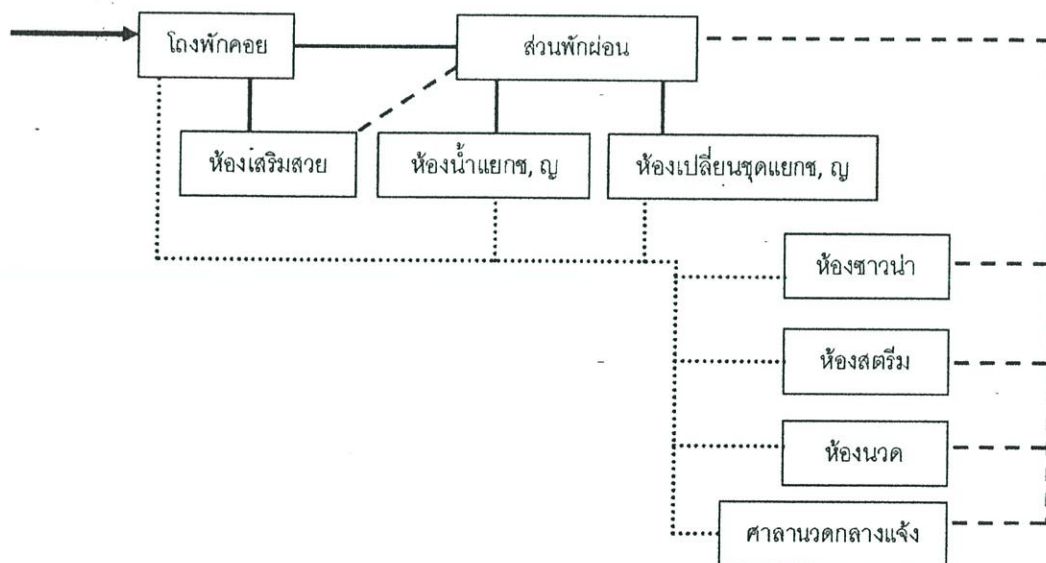 โถงพักคอย
ส่วนพักผ่อน
ห้องเสริมสวย
ห้องน้ำแยกช, ญ
ห้องเปลี่ยนชุดแยกช, ญ
ห้องซาวน่า
ห้องสตรีม
ห้องนวด
ศาลานวดกลางแจ้ง